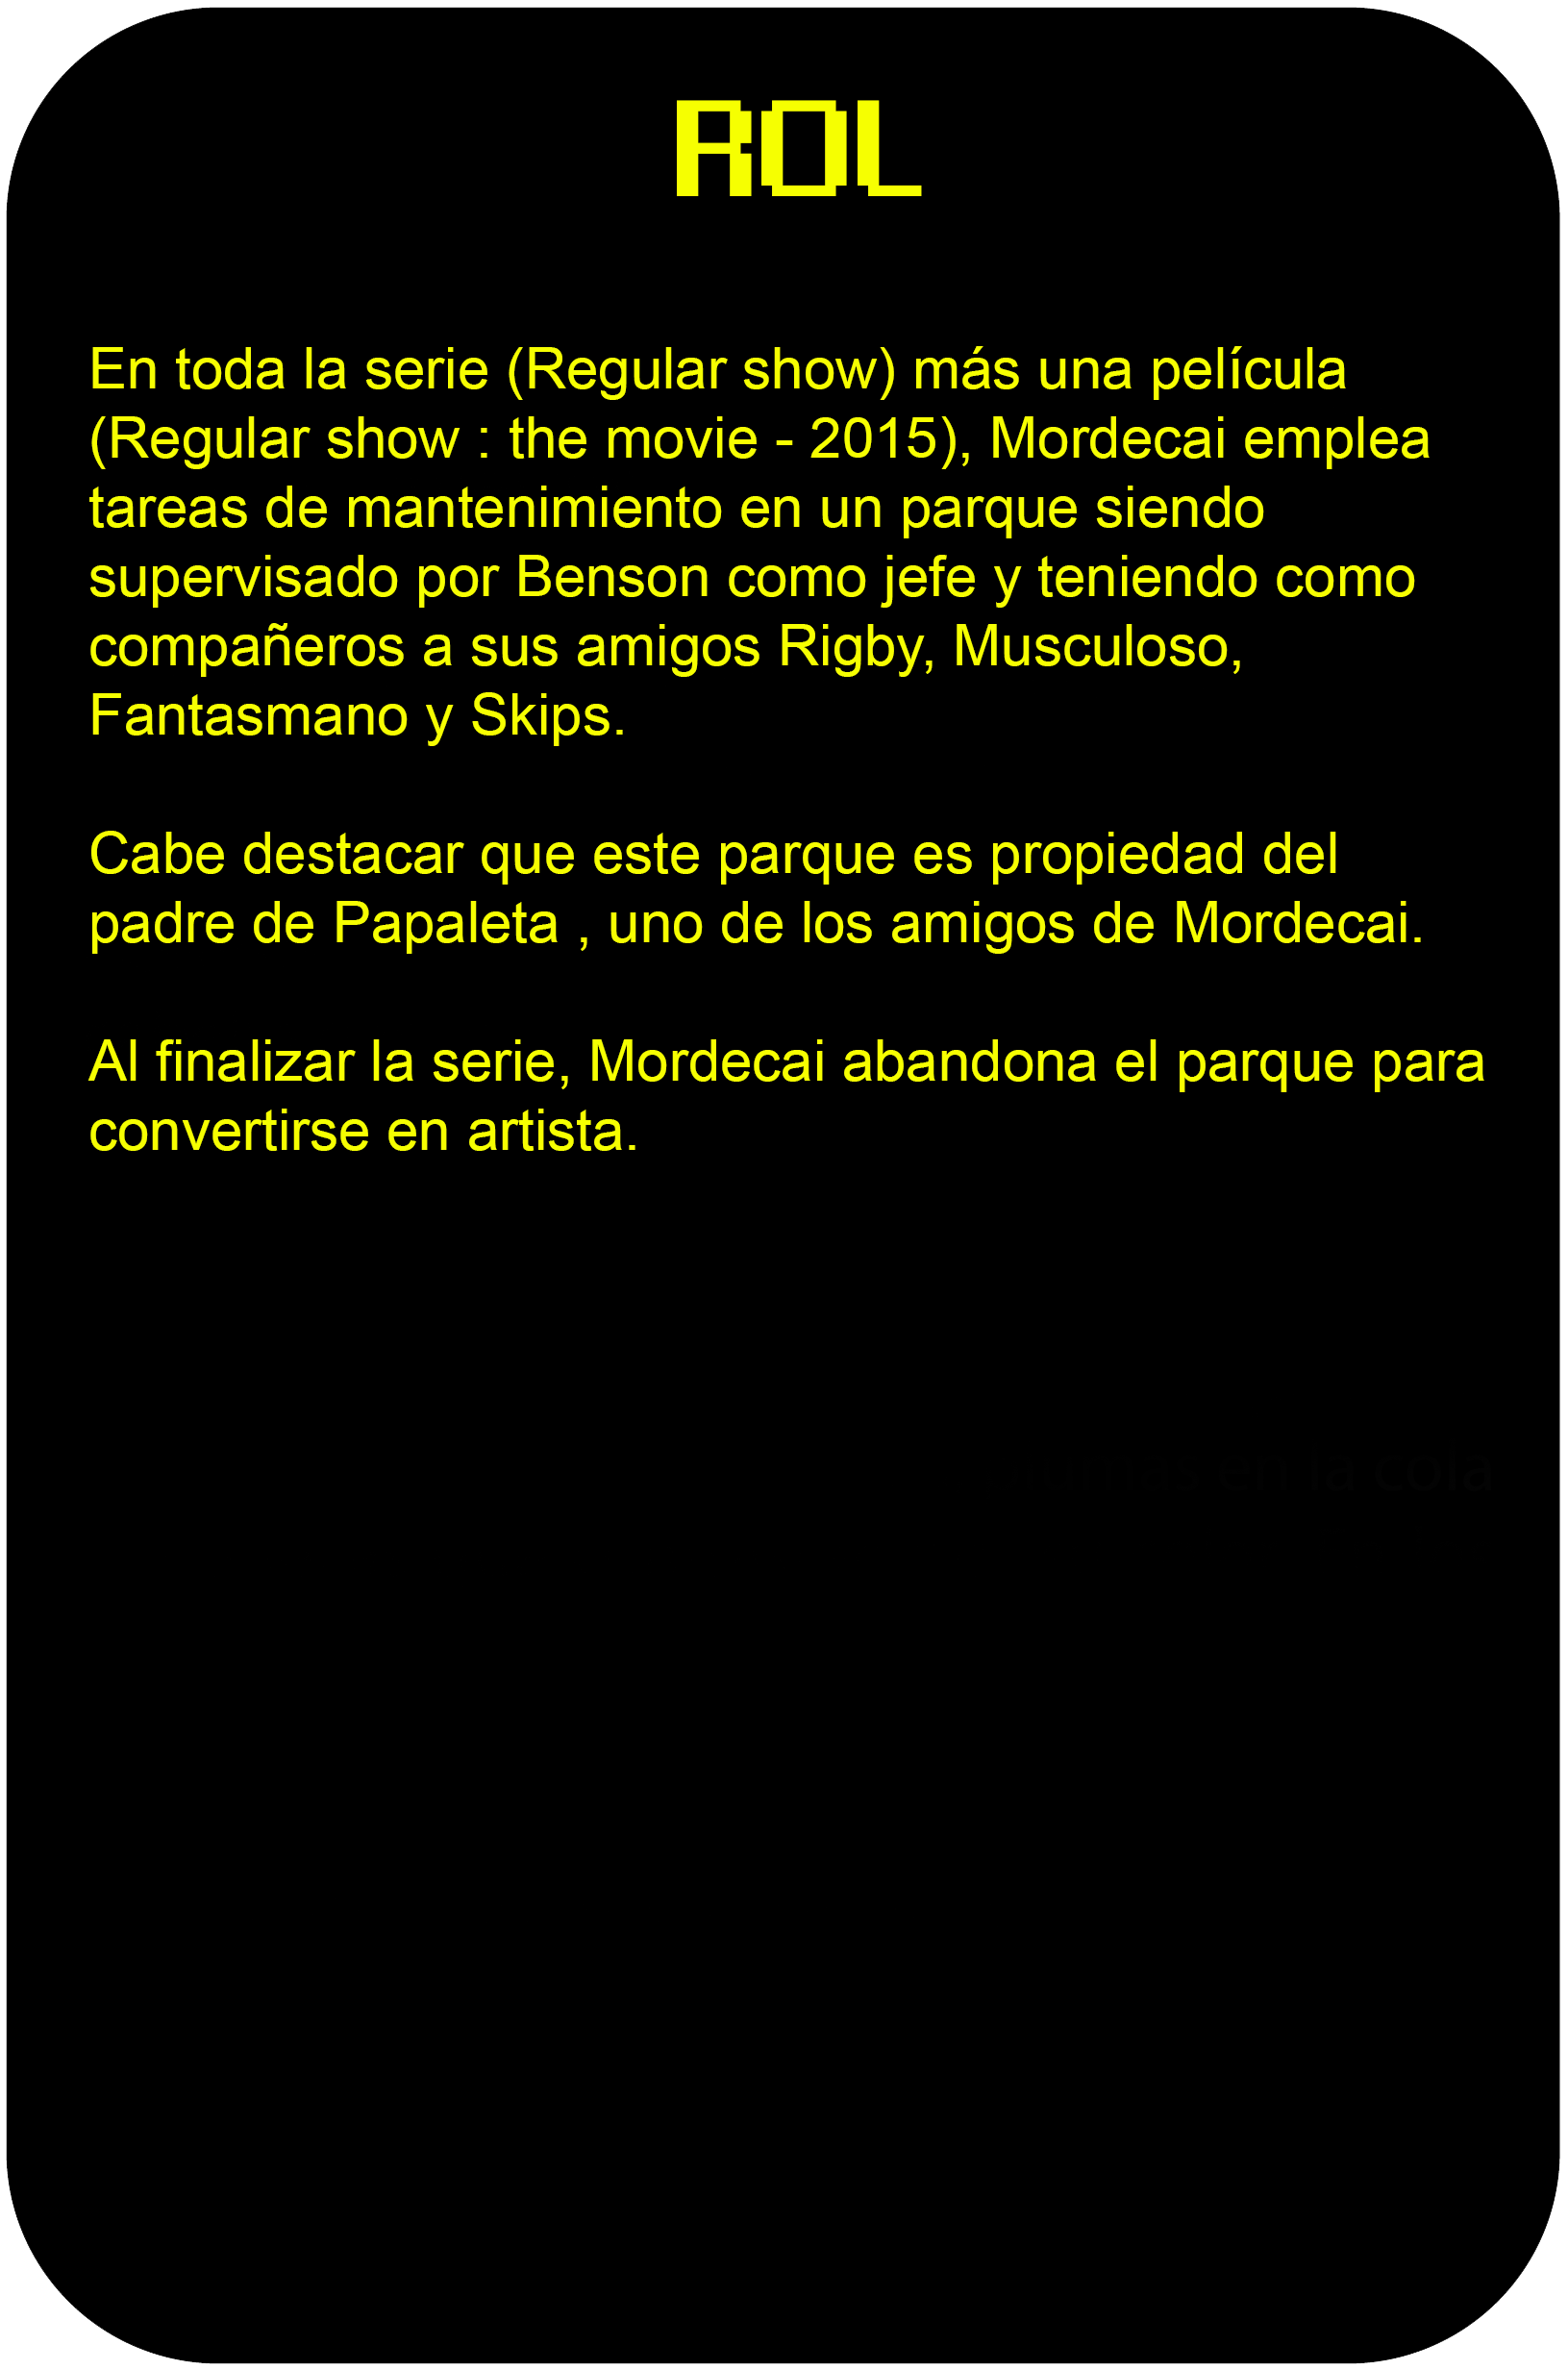 ROL
En toda la serie (Regular show) más una película
(Regular show : the movie - 2015), Mordecai emplea
tareas de mantenimiento en un parque siendo
supervisado por Benson como jefe y teniendo como
compañeros a sus amigos Rigby, Musculoso,
Fantasmano y Skips.
Cabe destacar que este parque es propiedad del
padre de Papaleta , uno de los amigos de Mordecai.
Al finalizar la serie, Mordecai abandona el parque para
convertirse en artista.
en la cola